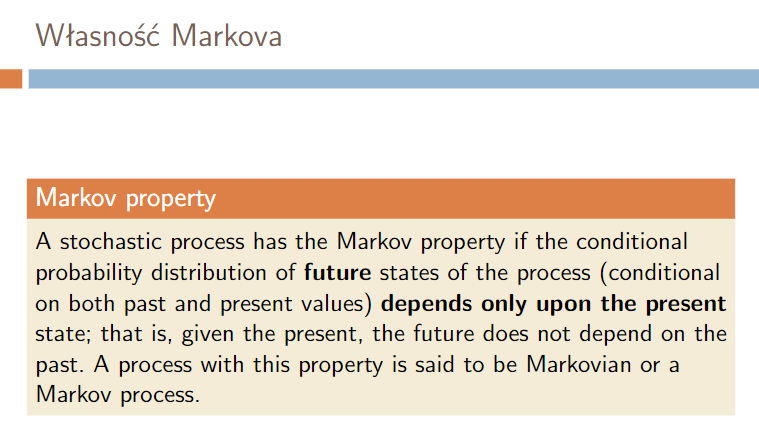 Własność Markova
Markov property
A stochastic process has the Markov property if the conditional
probability distribution of future states of the process (conditional
on both past and present values) depends only upon the present
state; that is, given the present, the future does not depend on the
past. A process with this property is said to be Markovian or a
Markov process.